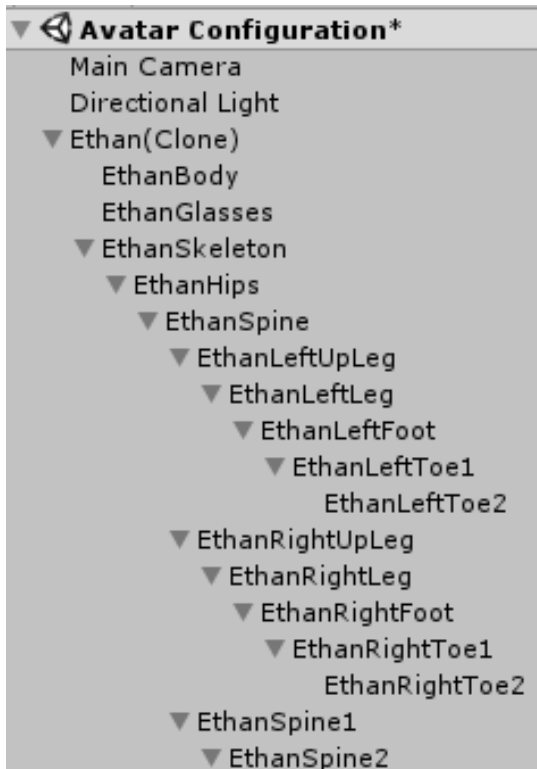 Avatar Configuration*
Main Camera
Directional Light
Ethan(Clone)
EthanBody
EthanGlasses
EthanSkeleton
EthanHips
EthanSpine
EthanLeftUpLeg
EthanLeftLeg
EthanLeftFoot
EthanLeftToe1
EthanLeftToe2
EthanRightUpLeg
EthanRightLeg
EthanRightFoot
EthanRightToe1
EthanRightToe2
EthanSpine1
EthanSpine2